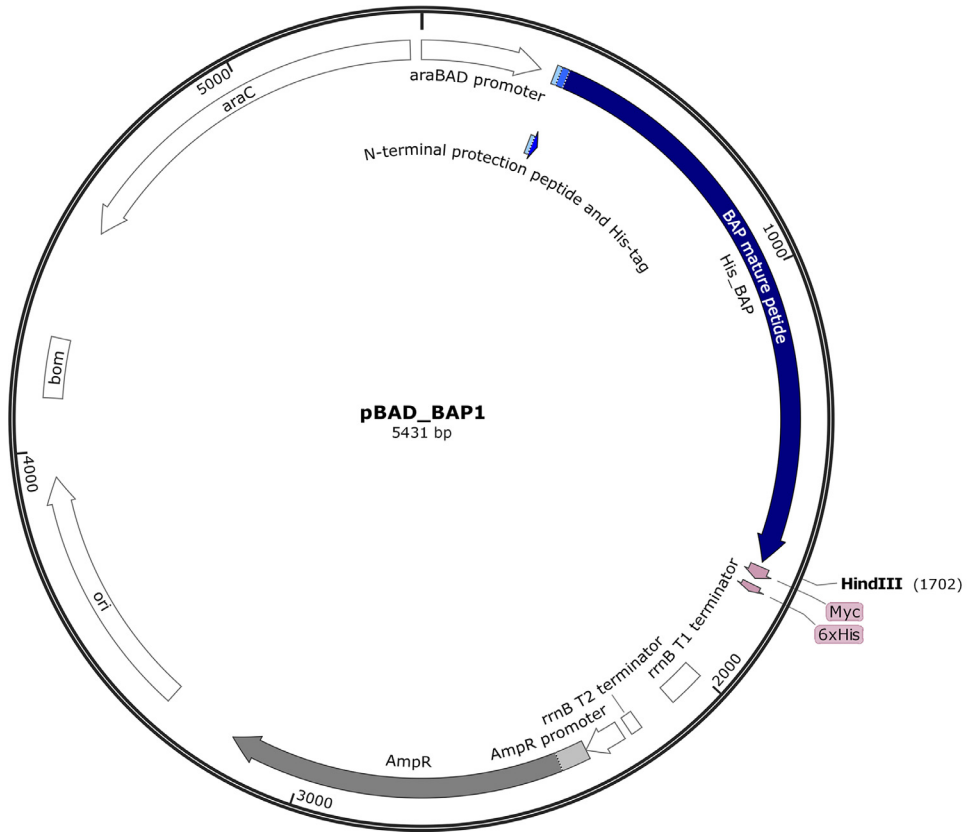 5000
araC
araBAD promoter
N-terminal protection peptide and His-tag
1000
BAP mature petide
His_BAP
bom
pBAD_BAP1
5431 bp
4000
ori
HindIII (1702)
Myc
6xHis
rrnB T1 terminator
2000
rrnB T2 terminator
AmpR promoter
AmpR
3000